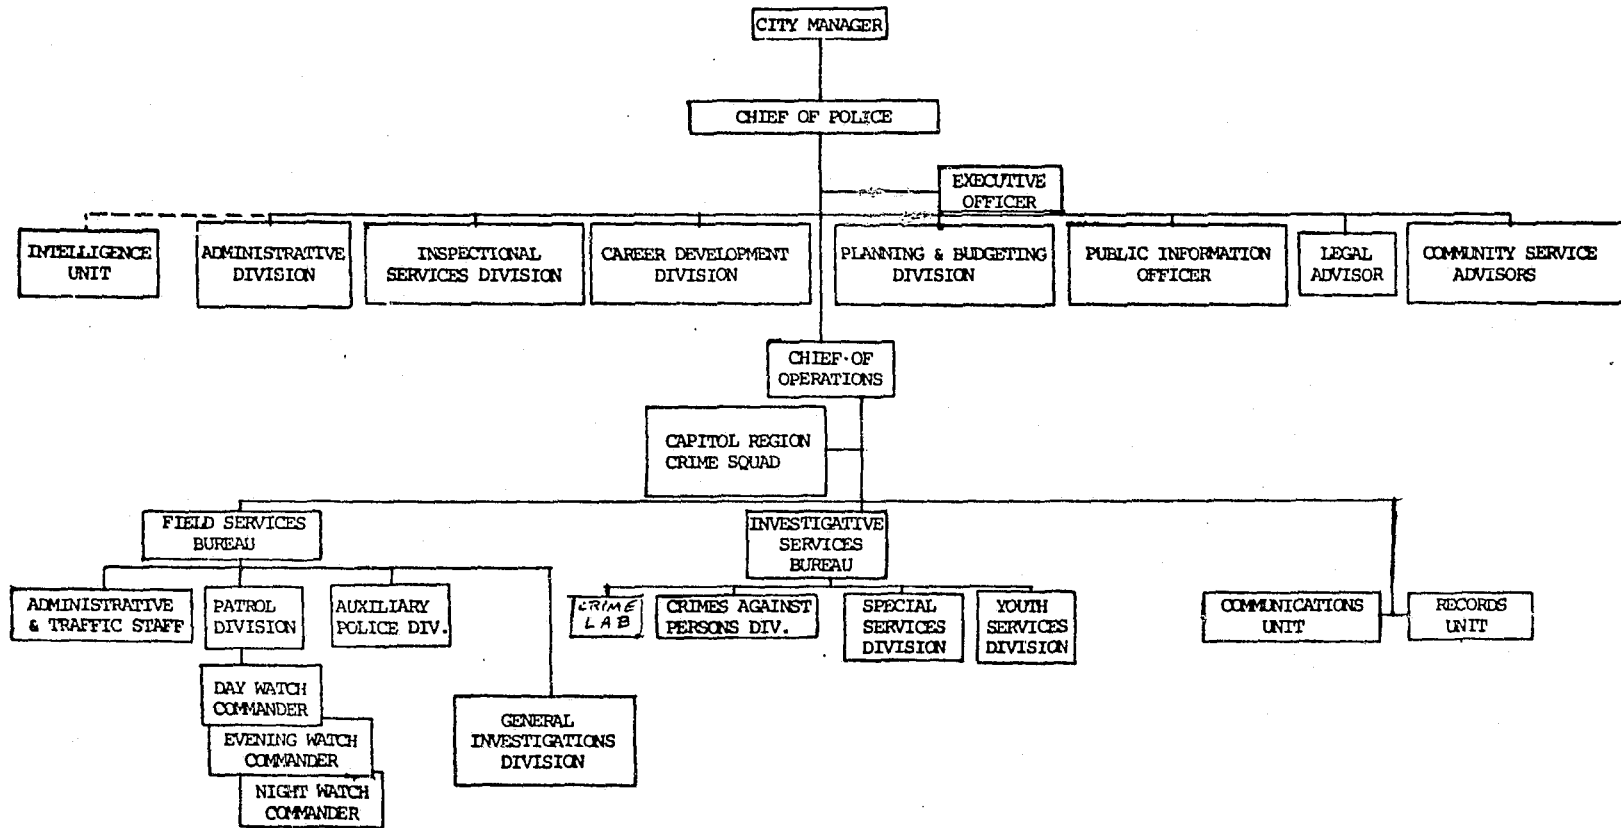 CITY MANAGER
CHIEF OF POLICE
EXECUTIVE
OFFICER
INTELLIGENCE
UNIT
ADMINISTRATIVE
DIVISION
INSPECTIONAL
SERVICES DIVISION
CAREER DEVELOPMENT
DIVISION
PLANNING & BUDGETING
DIVISION
PUBLIC INFORMATION
OFFICER
LEGAL
ADVISOR
COMMUNITY SERVICE
ADVISORS
CHIEF OF
OPERATIONS
CAPITOL REGION
CRIME SQUAD
FIELD SERVICES
BUREAU
INVESTIGATIVE
SERVICES
BUREAU
ADMINISTRATIVE
& TRAFFIC STAFF
PATROL
DIVISION
AUXILIARY
POLICE DIV.
CRIME
LAB
CRIMES AGAINST
PERSONS DIV.
SPECIAL
SERVICES
DIVISION
YOUTH
SERVICES
DIVISION
COMMUNICATIONS
UNIT
RECORDS
UNIT
DAY WATCH
COMMANDER
EVENING WATCH
COMMANDER
NIGHT WATCH
COMMANDER
GENERAL
INVESTIGATIONS
DIVISION